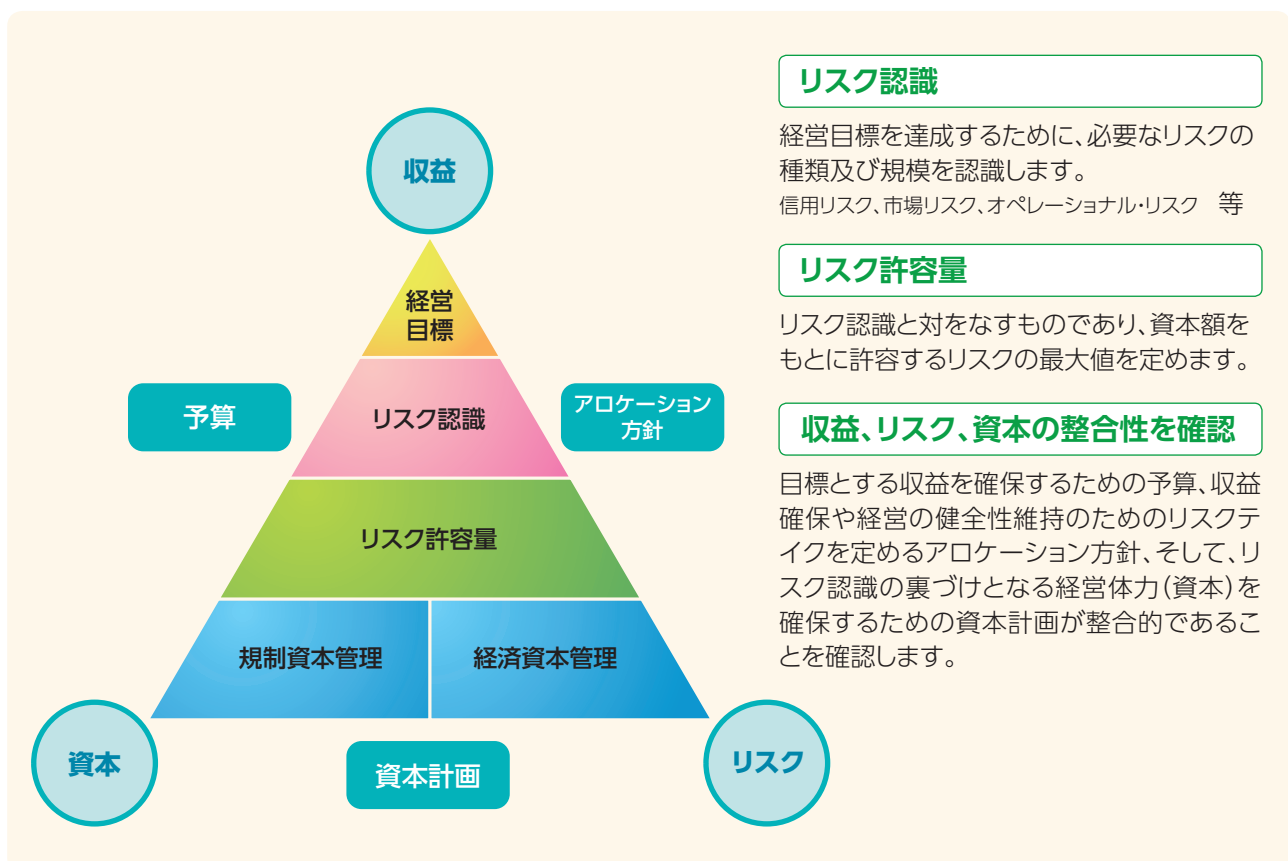 収益
経営
目標
予算
リスク認識
アロケーション
方針
リスク許容量
規制資本管理
経済資本管理
資本
資本計画
リスク
リスク認識
経営目標を達成するために、必要なリスクの
種類及び規模を認識します。
信用リスク、市場リスク、オペレーショナル・リスク　等
リスク許容量
リスク認識と対をなすものであり、資本額を
もとに許容するリスクの最大値を定めます。
収益、リスク、資本の整合性を確認
目標とする収益を確保するための予算、収益
確保や経営の健全性維持のためのリスクテ
イクを定めるアロケーション方針、そして、リ
スク認識の裏づけとなる経営体力(資本)を
確保するための資本計画が整合的であるこ
とを確認します。